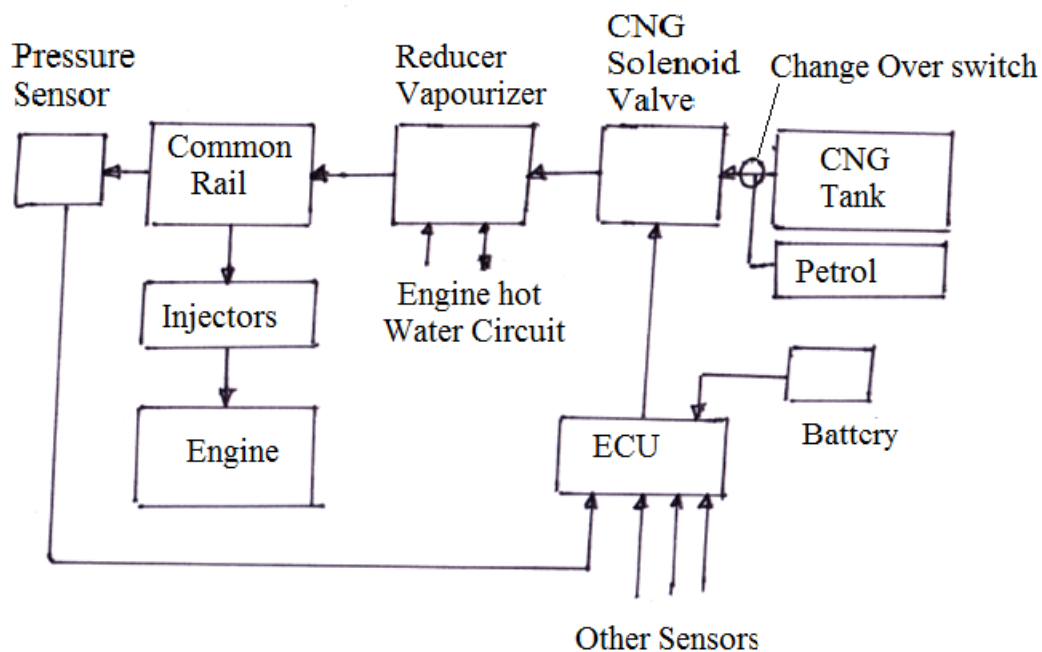 Pressure
Sensor
Reducer
Vapourizer
CNG
Solenoid
Valve
Change Over switch
Common
Rail
CNG
Tank
Petrol
Injectors
Engine hot
Water Circuit
Engine
ECU
Battery
Other Sensors